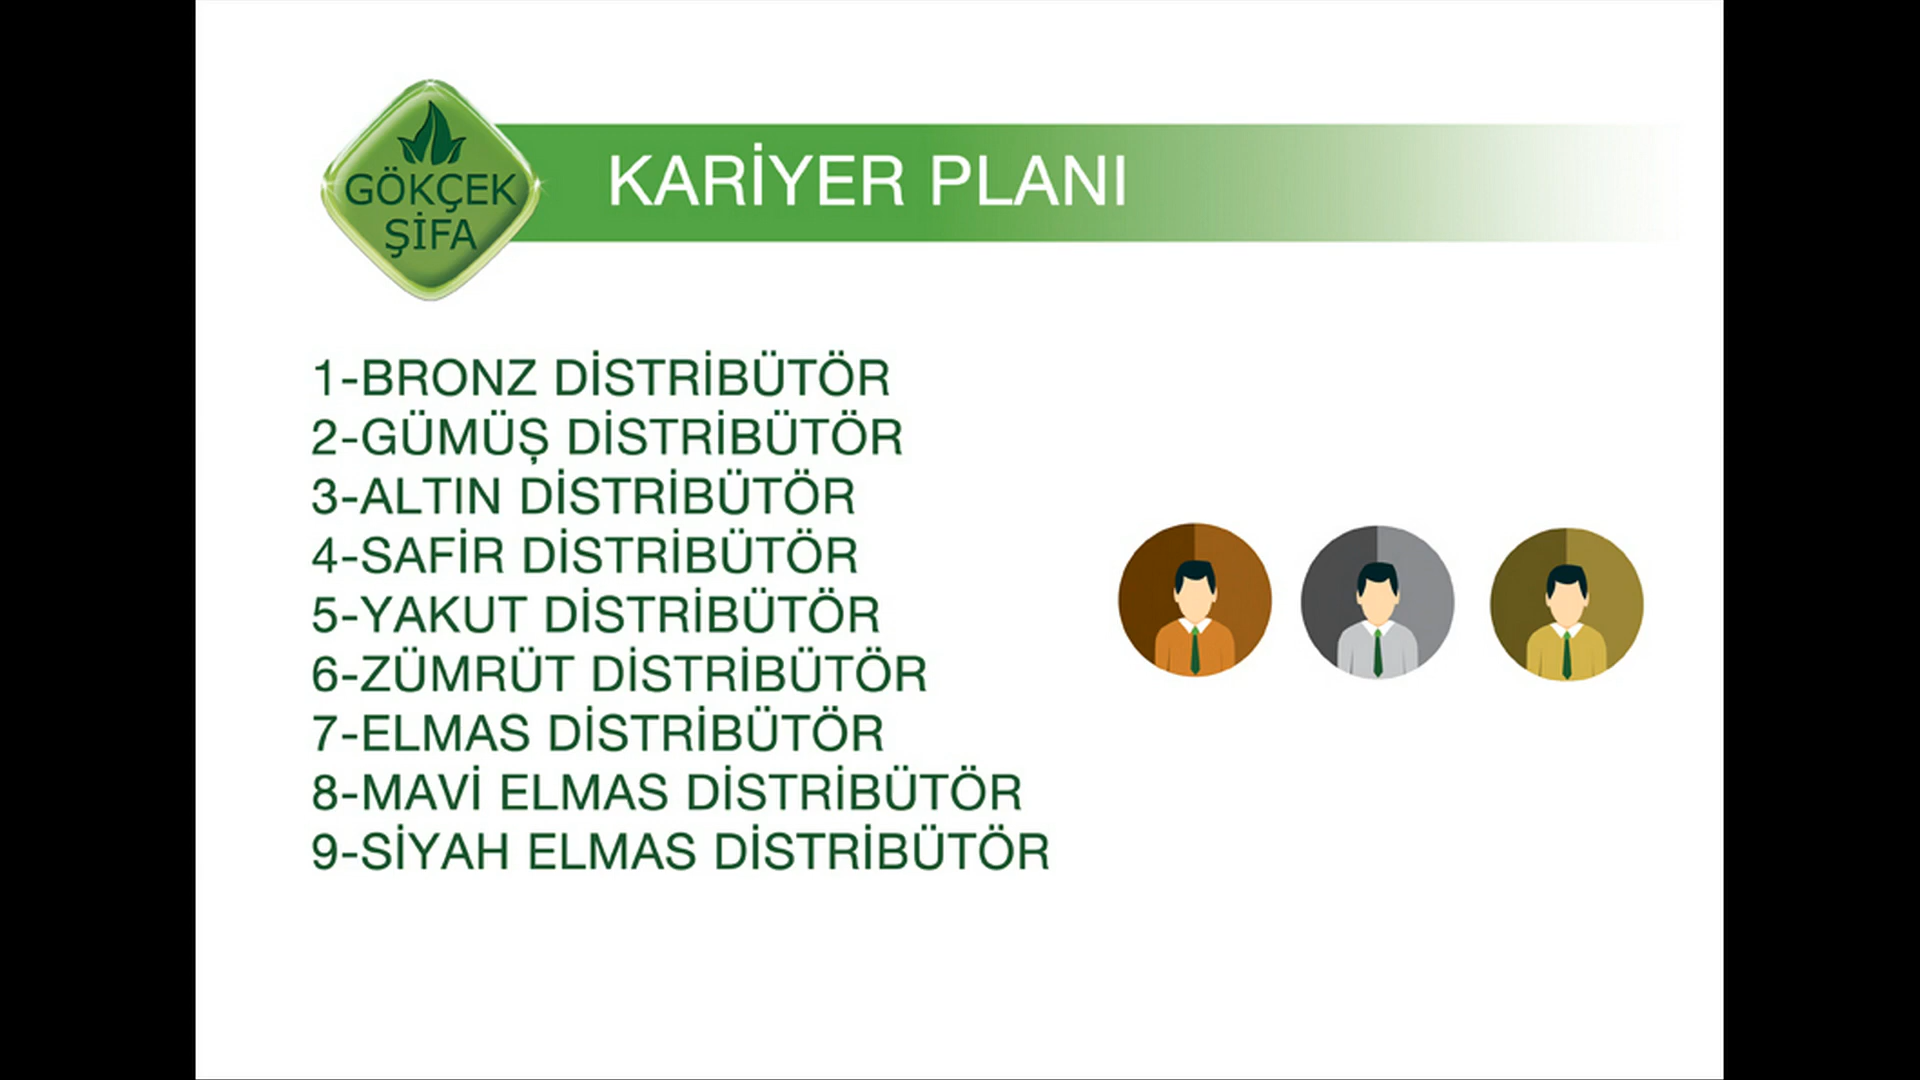 GÖKÇEK
ŞİFA
KARİYER PLANI
1-BRONZ DİSTRİBÜTÖR
2-GÜMÜŞ DİSTRİBÜTÖR
3-ALTIN DİSTRİBÜTÖR
4-SAFİR DİSTRİBÜTÖR
5-YAKUT DİSTRİBÜTÖR
6-ZÜMRÜT DİSTRİBÜTÖR
7-ELMAS DİSTRİBÜTÖR
8-MAVİ ELMAS DİSTRİBÜTÖR
9-SİYAH ELMAS DİSTRİBÜTÖR